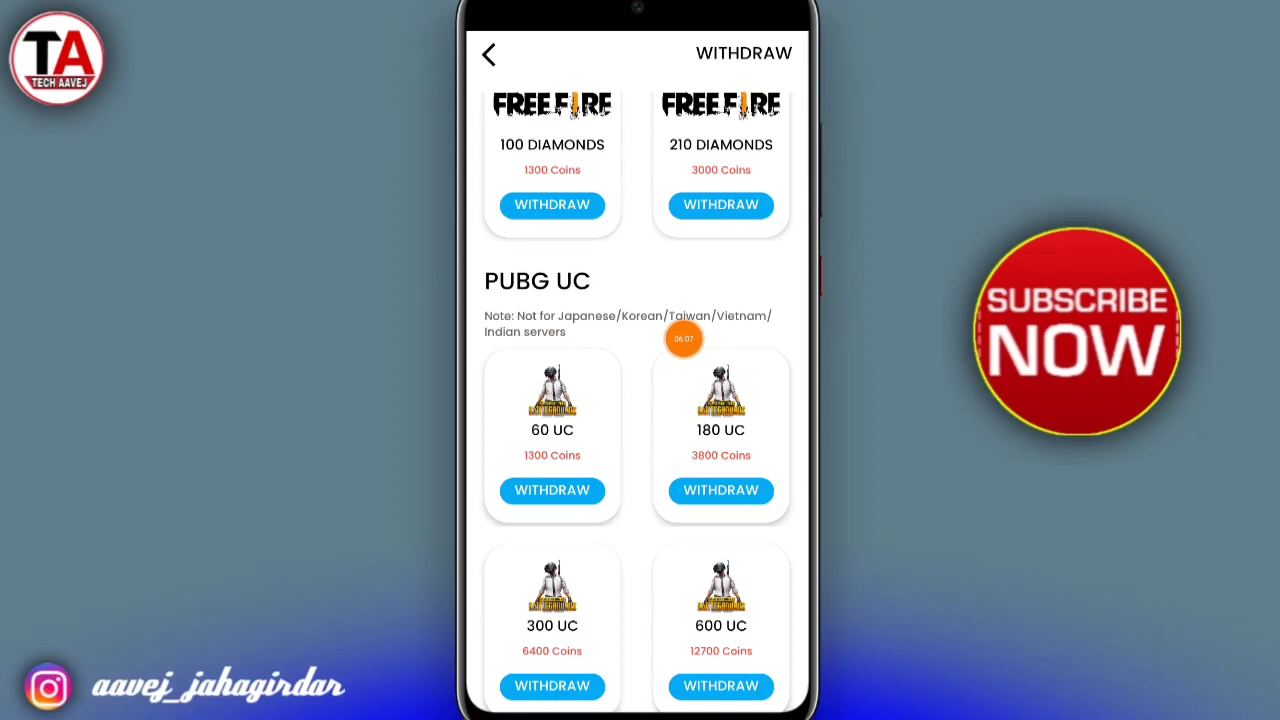 TA
TECH AAVEJ
WITHDRAW
FREE FIRE
FREE FIRE
100 DIAMONDS
210 DIAMONDS
1300 Coins
3000 Coins
WITHDRAW
WITHDRAW
PUBG UC
Note: Not for Japanese/Korean/Taiwan/Vietnam/
Indian servers
06:07
60 UC
180 UC
1300 Coins
3800 Coins
WITHDRAW
WITHDRAW
300 UC
600 UC
6400 Coins
12700 Coins
WITHDRAW
WITHDRAW
SUBSCRIBE
NOW
aavej_jahagirdar